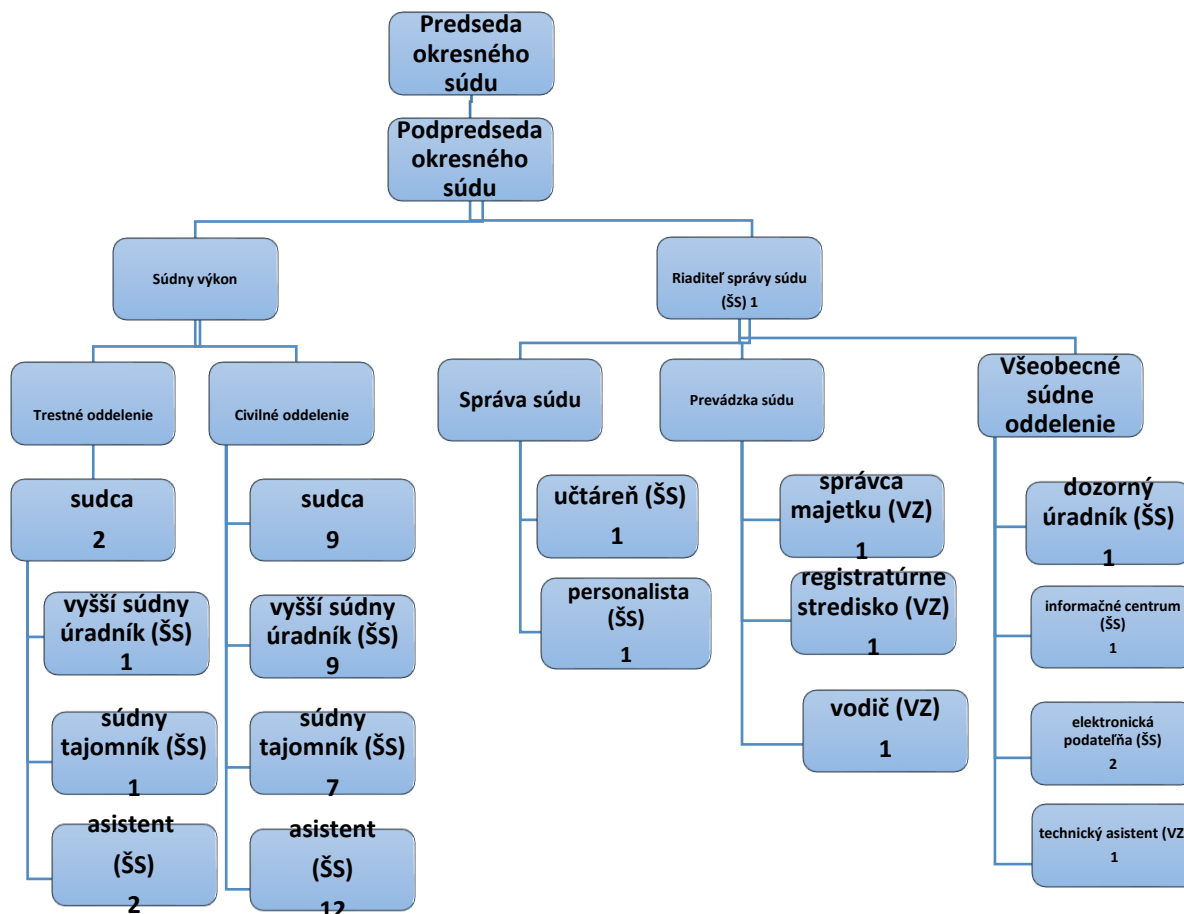 Predseda
okresného
súdu
Podpredseda
okresného
súdu
Súdny výkon
Riaditeľ správy súdu
(ŠS) 1
Trestné oddelenie
Civilné oddelenie
Správa súdu
Prevádzka súdu
Všeobecné
súdne
oddelenie
sudca
2
vyšší súdny
úradník (ŠS)
1
súdny
tajomník (ŠS)
1
asistent
(ŠS)
2
sudca
9
vyšší súdny
úradník (ŠS)
9
súdny
tajomník (ŠS)
7
asistent
(ŠS)
12
učtáreň (ŠS)
1
personalista
(ŠS)
1
správca
majetku (VZ)
1
registratúrne
stredisko (VZ)
1
vodič (VZ)
1
dozorný
úradník (ŠS)
1
informačné centrum
(ŠS)
1
elektronická
podateľňa (ŠS)
2
technický asistent (VZ
1